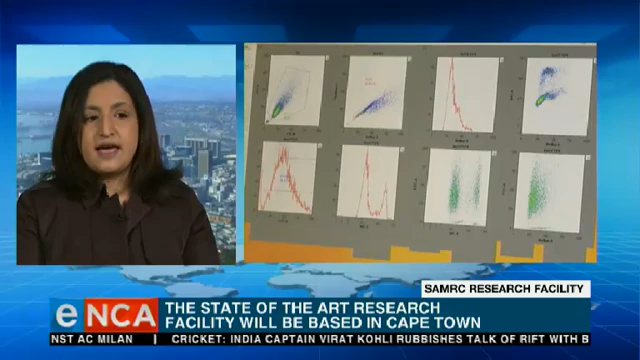 SAMRC RESEARCH FACILITY
eNCA
THE STATE OF THE ART RESEARCH
FACILITY WILL BE BASED IN CAPE TOWN
NST AC MILAN
CRICKET: INDIA CAPTAIN VIRAT KOHLI RUBBISHES TALK OF RIFT WITH B